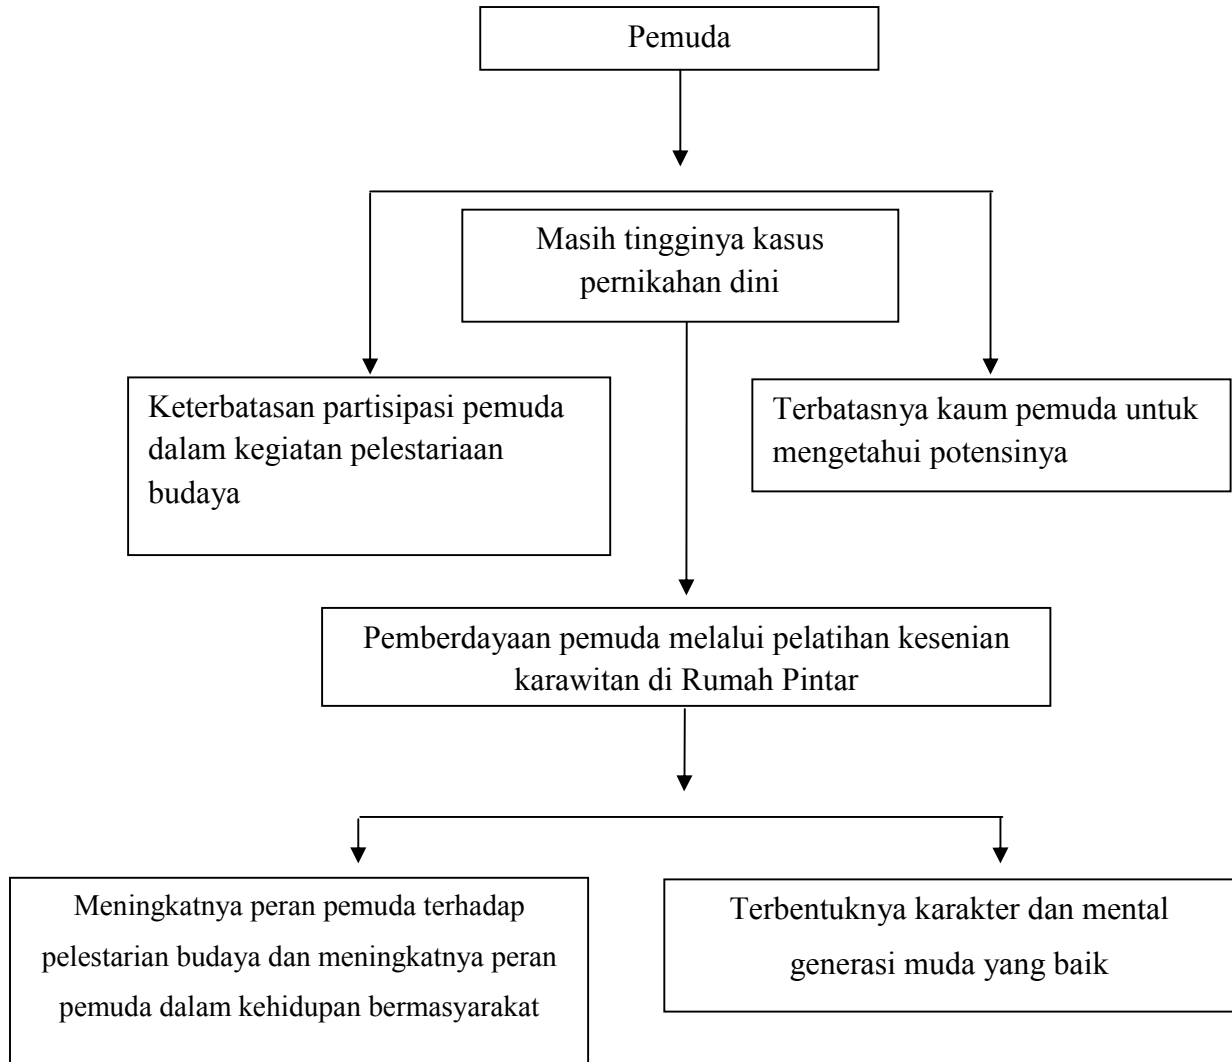 Pemuda
Masih tingginya kasus
pernikahan dini
Keterbatasan partisipasi pemuda
dalam kegiatan pelestariaan
budaya
Terbatasnya kaum pemuda untuk
mengetahui potensinya
Pemberdayaan pemuda melalui pelatihan kesenian
karawitan di Rumah Pintar
Meningkatnya peran pemuda terhadap
pelestarian budaya dan meningkatnya peran
pemuda dalam kehidupan bermasyarakat
Terbentuknya karakter dan mental
generasi muda yang baik